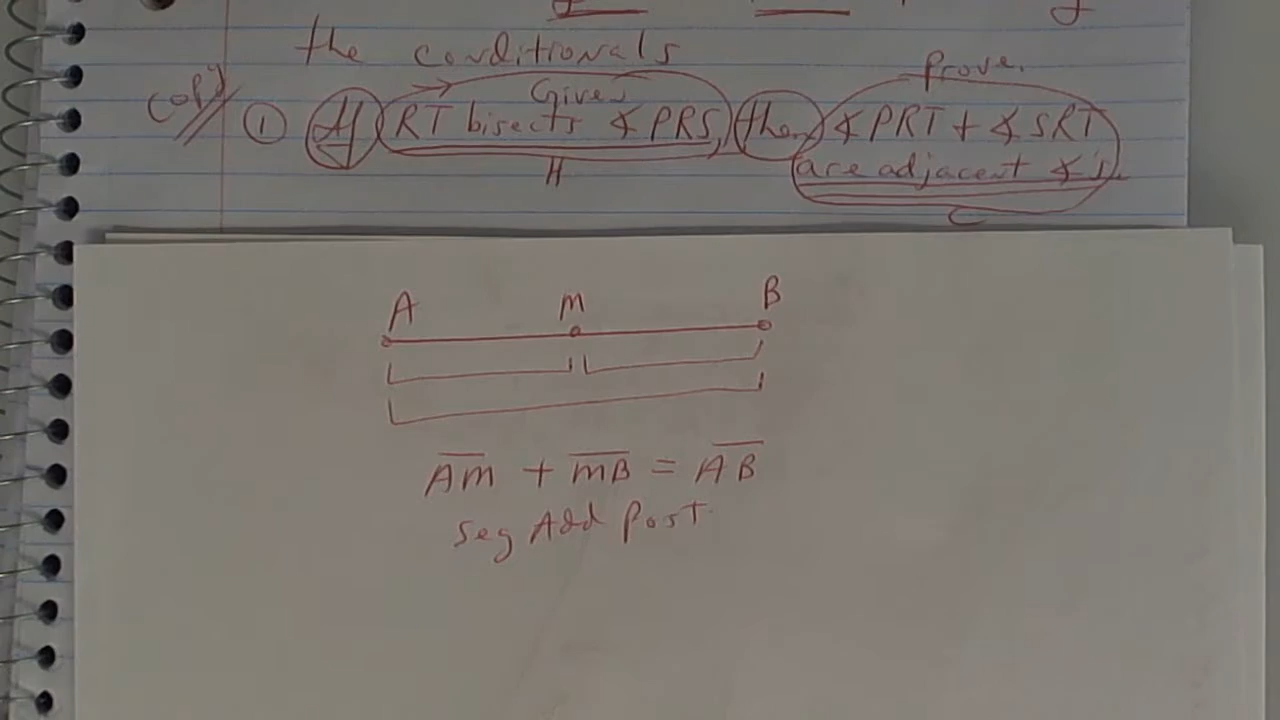 the conditionals
Prove.
Given
copy ① If RT bisects ∢ PRS, then ∢ PRT + ∢ SRT
H are adjacent ∢'s.
C
A M B
AM + MB = AB
seg Add Post.